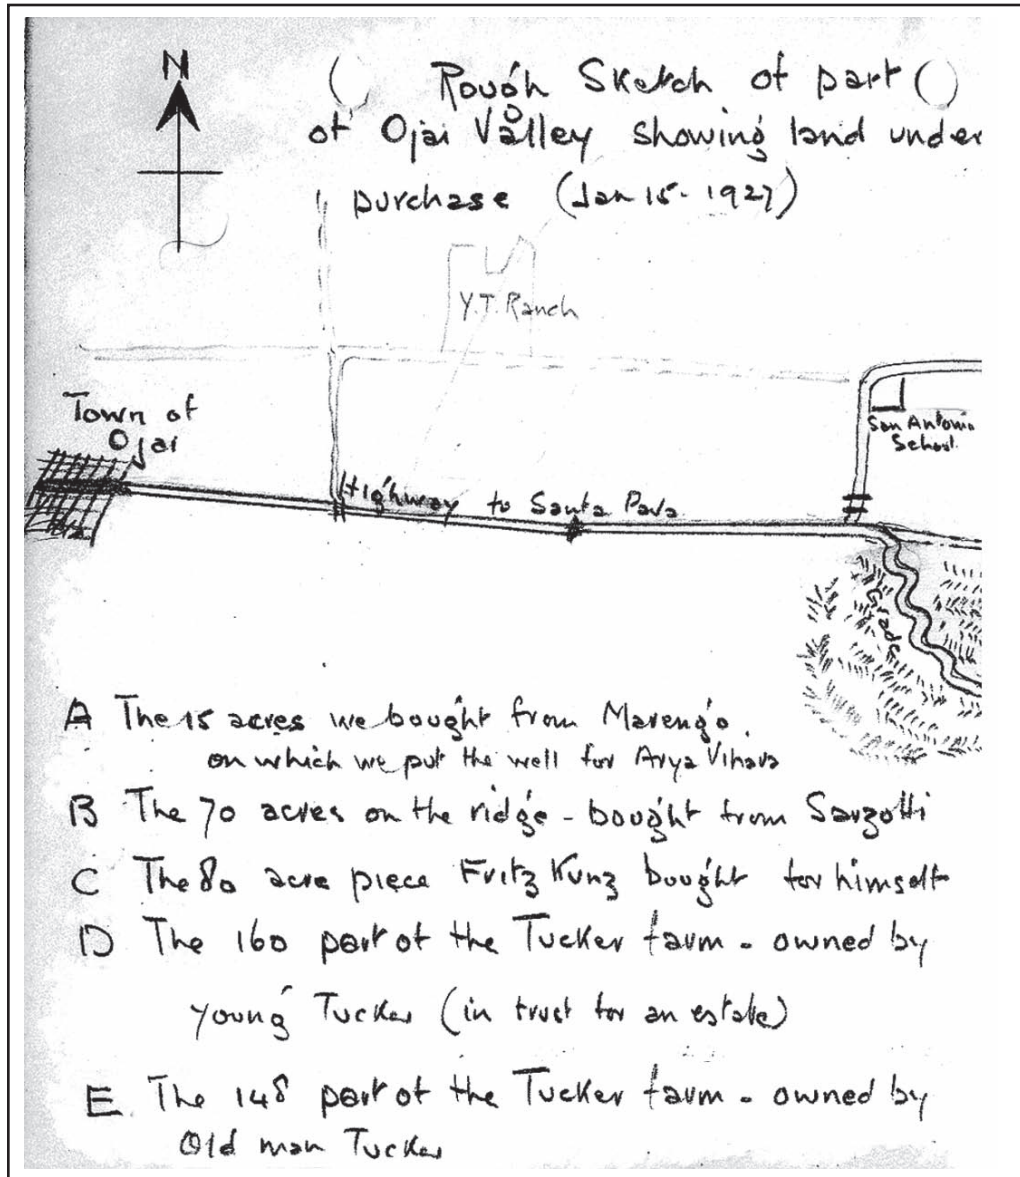 N
Rough Sketch of part
of Ojai Valley showing land under
purchase (Jan 15 - 1927)
Y.T. Ranch
Town of
Ojai
San Antonio
School.
Highway to Santa Paula
Grade
A The 15 acres we bought from Marengo
on which we put the well for Arya Vihara
B The 70 acres on the ridge - bought from Sarzotti
C The 80 acre piece Fritz Kunz bought for himself
D The 160 part of the Tucker farm - owned by
young Tucker (in trust for an estate)
E The 148 part of the Tucker farm - owned by
Old man Tucker